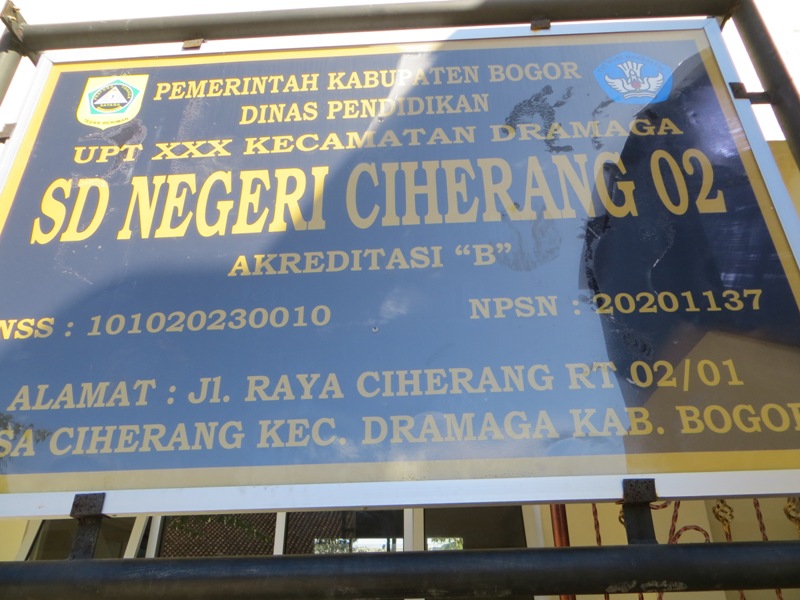 PEMERINTAH KABUPATEN BOGOR
DINAS PENDIDIKAN
UPT XXX KECAMATAN DRAMAGA
SD NEGERI CIHERANG 02
AKREDITASI “B”
NSS : 101020230010 NPSN : 20201137
ALAMAT : Jl. RAYA CIHERANG RT 02/01
SA CIHERANG KEC. DRAMAGA KAB. BOGOR